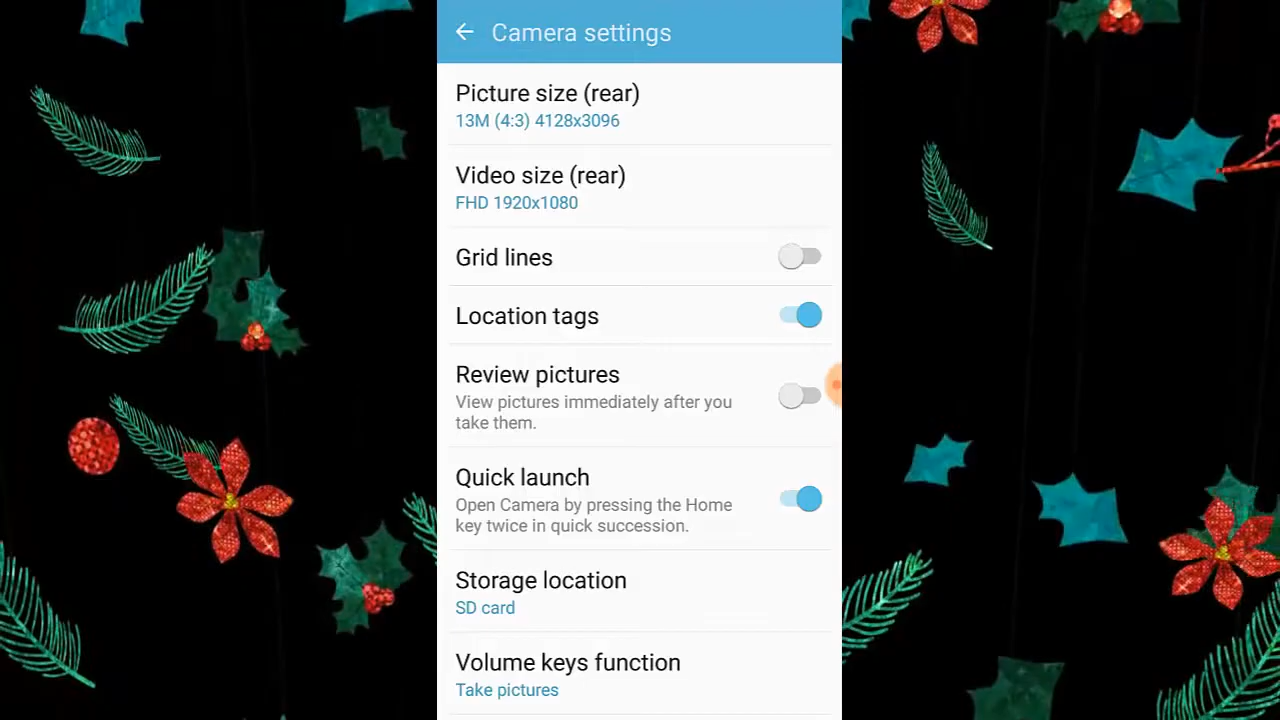 Camera settings
Picture size (rear)
13M (4:3) 4128x3096
Video size (rear)
FHD 1920x1080
Grid lines
Location tags
Review pictures
View pictures immediately after you
take them.
Quick launch
Open Camera by pressing the Home
key twice in quick succession.
Storage location
SD card
Volume keys function
Take pictures